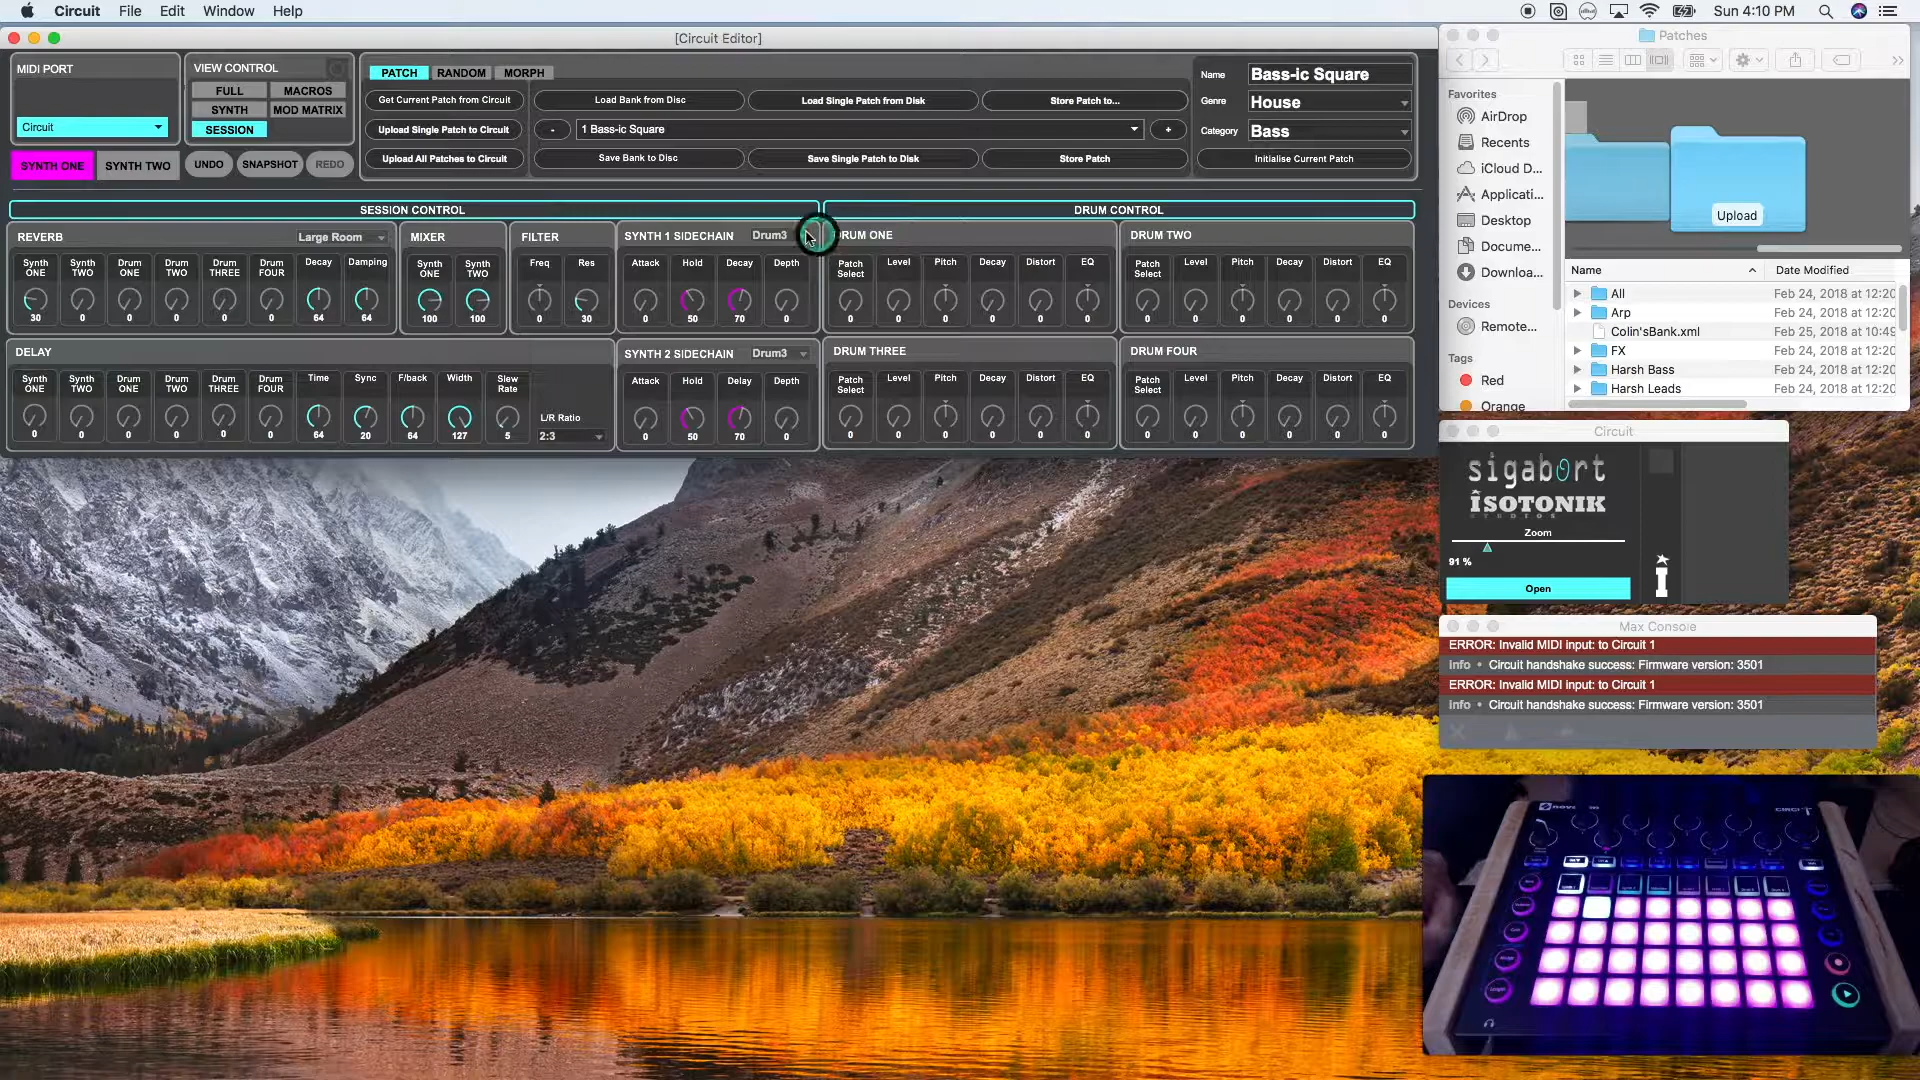 Circuit File Edit Window Help
Sun 4:10 PM
[Circuit Editor]
MIDI PORT
Circuit
VIEW CONTROL
FULL MACROS
SYNTH MOD MATRIX
SESSION
SYNTH ONE SYNTH TWO UNDO SNAPSHOT REDO
PATCH RANDOM MORPH
Get Current Patch from Circuit Load Bank from Disc Load Single Patch from Disk Store Patch to...
Upload Single Patch to Circuit - 1 Bass-ic Square +
Upload All Patches to Circuit Save Bank to Disc Save Single Patch to Disk Store Patch
Name Bass-ic Square
Genre House
Category Bass
Initialise Current Patch
SESSION CONTROL
DRUM CONTROL
REVERB Large Room
Synth ONE Synth TWO Drum ONE Drum TWO Drum THREE Drum FOUR Decay Damping
30 0 0 0 0 0 64 64
MIXER
Synth ONE Synth TWO
100 100
FILTER
Freq Res
0 30
SYNTH 1 SIDECHAIN Drum3
Attack Hold Decay Depth
0 50 70 0
DRUM ONE
Patch Select Level Pitch Decay Distort EQ
0 0 0 0 0 0
DRUM TWO
Patch Select Level Pitch Decay Distort EQ
0 0 0 0 0 0
DELAY
Synth ONE Synth TWO Drum ONE Drum TWO Drum THREE Drum FOUR Time Sync F/back Width Slew Rate
0 0 0 0 0 0 64 20 64 127 5
L/R Ratio
2:3
SYNTH 2 SIDECHAIN Drum3
Attack Hold Delay Depth
0 50 70 0
DRUM THREE
Patch Select Level Pitch Decay Distort EQ
0 0 0 0 0 0
DRUM FOUR
Patch Select Level Pitch Decay Distort EQ
0 0 0 0 0 0
Patches
Favorites
AirDrop
Recents
iCloud D...
Applicati...
Desktop
Docume...
Downloa...
Devices
Remote...
Tags
Red
Orange
Upload
Name Date Modified
All Feb 24, 2018 at 12:20
Arp Feb 24, 2018 at 12:20
Colin'sBank.xml Feb 25, 2018 at 10:49
FX Feb 24, 2018 at 12:20
Harsh Bass Feb 24, 2018 at 12:20
Harsh Leads Feb 24, 2018 at 12:20
Circuit
sigabort
ISOTONIK
STUDIOS
Zoom
91 %
Open
Max Console
ERROR: Invalid MIDI input: to Circuit 1
Info • Circuit handshake success: Firmware version: 3501
ERROR: Invalid MIDI input: to Circuit 1
Info • Circuit handshake success: Firmware version: 3501